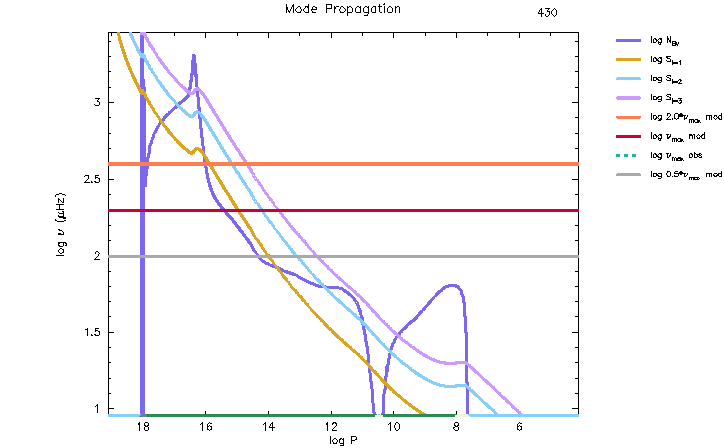 Mode Propagation
430
log N_Bv
log S_l=1
log S_l=2
log S_l=3
log 2.0*ν_max mod
log ν_max mod
log ν_max obs
log 0.5*ν_max mod
log ν (μHz)
3
2.5
2
1.5
1
18
16
14
12
10
8
6
log P